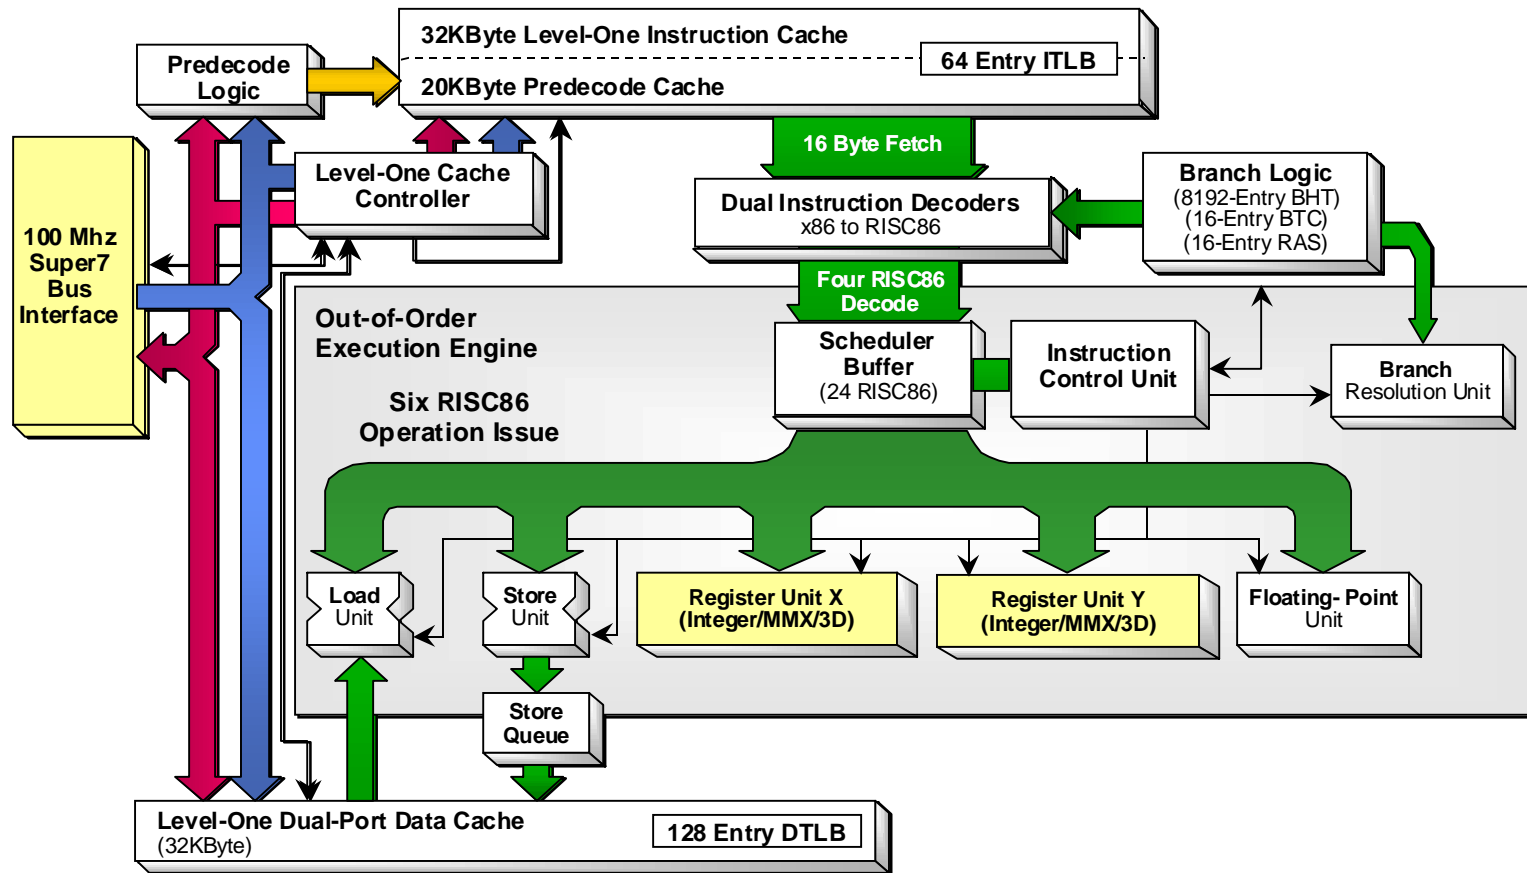 32KByte Level-One Instruction Cache
64 Entry ITLB
20KByte Predecode Cache
Predecode
Logic
16 Byte Fetch
Level-One Cache
Controller
Dual Instruction Decoders
x86 to RISC86
Branch Logic
(8192-Entry BHT)
(16-Entry BTC)
(16-Entry RAS)
100 Mhz
Super7
Bus
Interface
Four RISC86
Decode
Out-of-Order
Execution Engine
Scheduler
Buffer
(24 RISC86)
Instruction
Control Unit
Branch
Resolution Unit
Six RISC86
Operation Issue
Load
Unit
Store
Unit
Register Unit X
(Integer/MMX/3D)
Register Unit Y
(Integer/MMX/3D)
Floating- Point
Unit
Store
Queue
Level-One Dual-Port Data Cache
(32KByte)
128 Entry DTLB